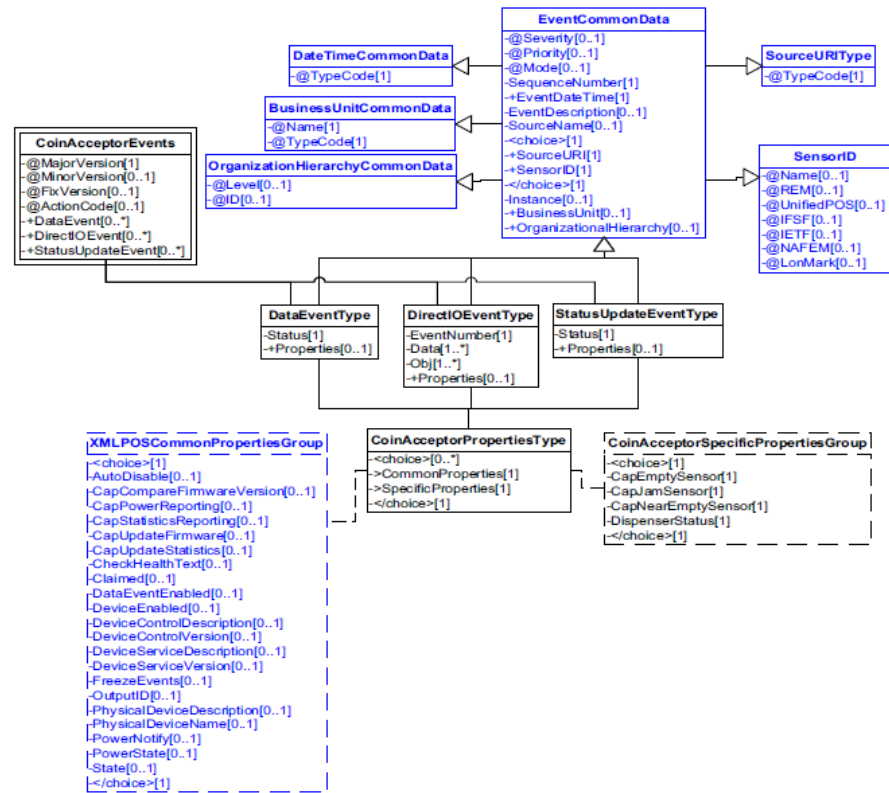 EventCommonData
-@Severity[0..1]
-@Priority[0..1]
-@Mode[0..1]
-SequenceNumber[1]
-+EventDateTime[1]
-EventDescription[0..1]
-SourceName[0..1]
-<choice>[1]
-+SourceURI[1]
-+SensorID[1]
-</choice>[1]
-Instance[0..1]
-+BusinessUnit[0..1]
-+OrganizationalHierarchy[0..1]
DateTimeCommonData
-@TypeCode[1]
SourceURIType
-@TypeCode[1]
BusinessUnitCommonData
-@Name[1]
-@TypeCode[1]
CoinAcceptorEvents
-@MajorVersion[1]
-@MinorVersion[0..1]
-@FixVersion[0..1]
-@ActionCode[0..1]
-+DataEvent[0..*]
-+DirectIOEvent[0..*]
-+StatusUpdateEvent[0..*]
OrganizationHierarchyCommonData
-@Level[0..1]
-@ID[0..1]
SensorID
-@Name[0..1]
-@REM[0..1]
-@UnifiedPOS[0..1]
-@IFSF[0..1]
-@IETF[0..1]
-@NAFEM[0..1]
-@LonMark[0..1]
DataEventType
-Status[1]
-+Properties[0..1]
DirectIOEventType
-EventNumber[1]
-Data[1..*]
-Obj[1..*]
-+Properties[0..1]
StatusUpdateEventType
-Status[1]
-+Properties[0..1]
XMLPOSCommonPropertiesGroup
-<choice>[1]
-AutoDisable[0..1]
-CapCompareFirmwareVersion[0..1]
-CapPowerReporting[0..1]
-CapStatisticsReporting[0..1]
-CapUpdateFirmware[0..1]
-CapUpdateStatistics[0..1]
-CheckHealthText[0..1]
-Claimed[0..1]
-DataEventEnabled[0..1]
-DeviceEnabled[0..1]
-DeviceControlDescription[0..1]
-DeviceControlVersion[0..1]
-DeviceServiceDescription[0..1]
-DeviceServiceVersion[0..1]
-FreezeEvents[0..1]
-OutputID[0..1]
-PhysicalDeviceDescription[0..1]
-PhysicalDeviceName[0..1]
-PowerNotify[0..1]
-PowerState[0..1]
-State[0..1]
-</choice>[1]
CoinAcceptorPropertiesType
-<choice>[0..*]
->CommonProperties[1]
->SpecificProperties[1]
-</choice>[1]
CoinAcceptorSpecificPropertiesGroup
-<choice>[1]
-CapEmptySensor[1]
-CapJamSensor[1]
-CapNearEmptySensor[1]
-DispenserStatus[1]
-</choice>[1]